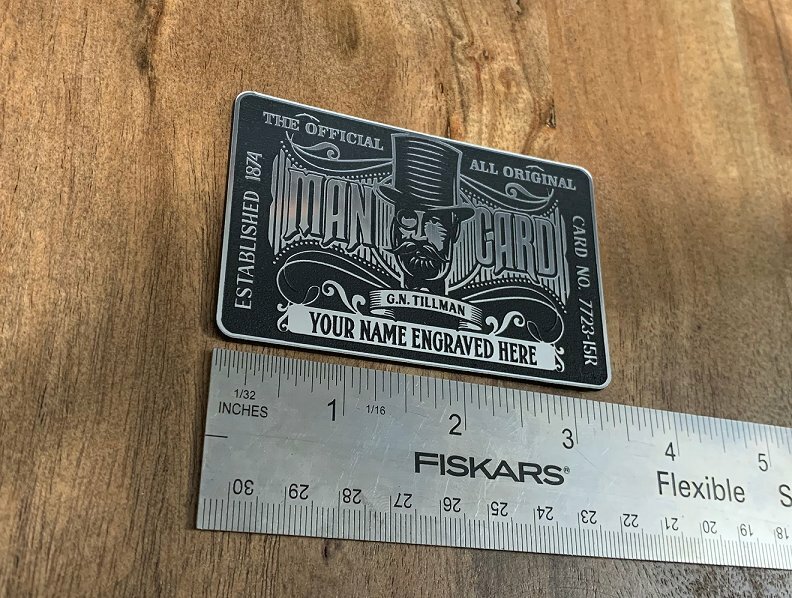 THE OFFICIAL
ALL ORIGINAL
ESTABLISHED 1874
MAN CARD
CARD NO. 7723-15R
G.N. TILLMAN
YOUR NAME ENGRAVED HERE
1/32
INCHES
1
1/16
2
3
4
5
FISKARS®
Flexible
S
30
29
28
27
26
25
24
23
22
21
20
19
18